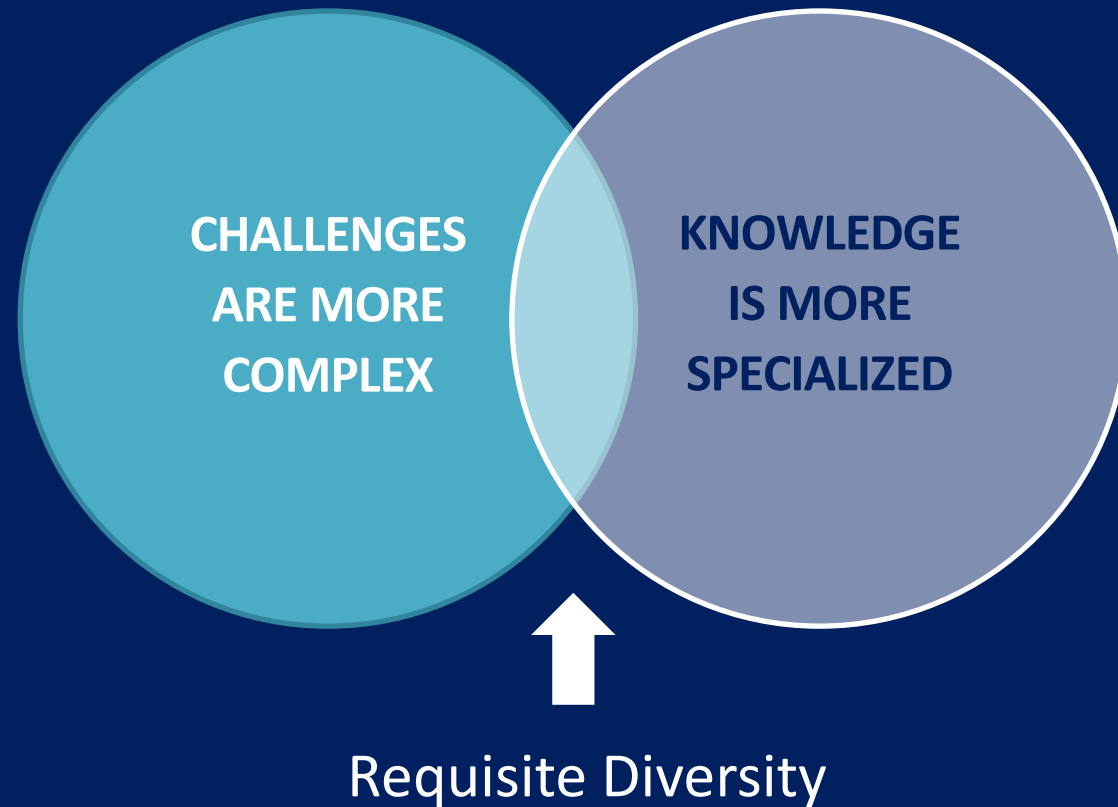 CHALLENGES
ARE MORE
COMPLEX
KNOWLEDGE
IS MORE
SPECIALIZED
Requisite Diversity